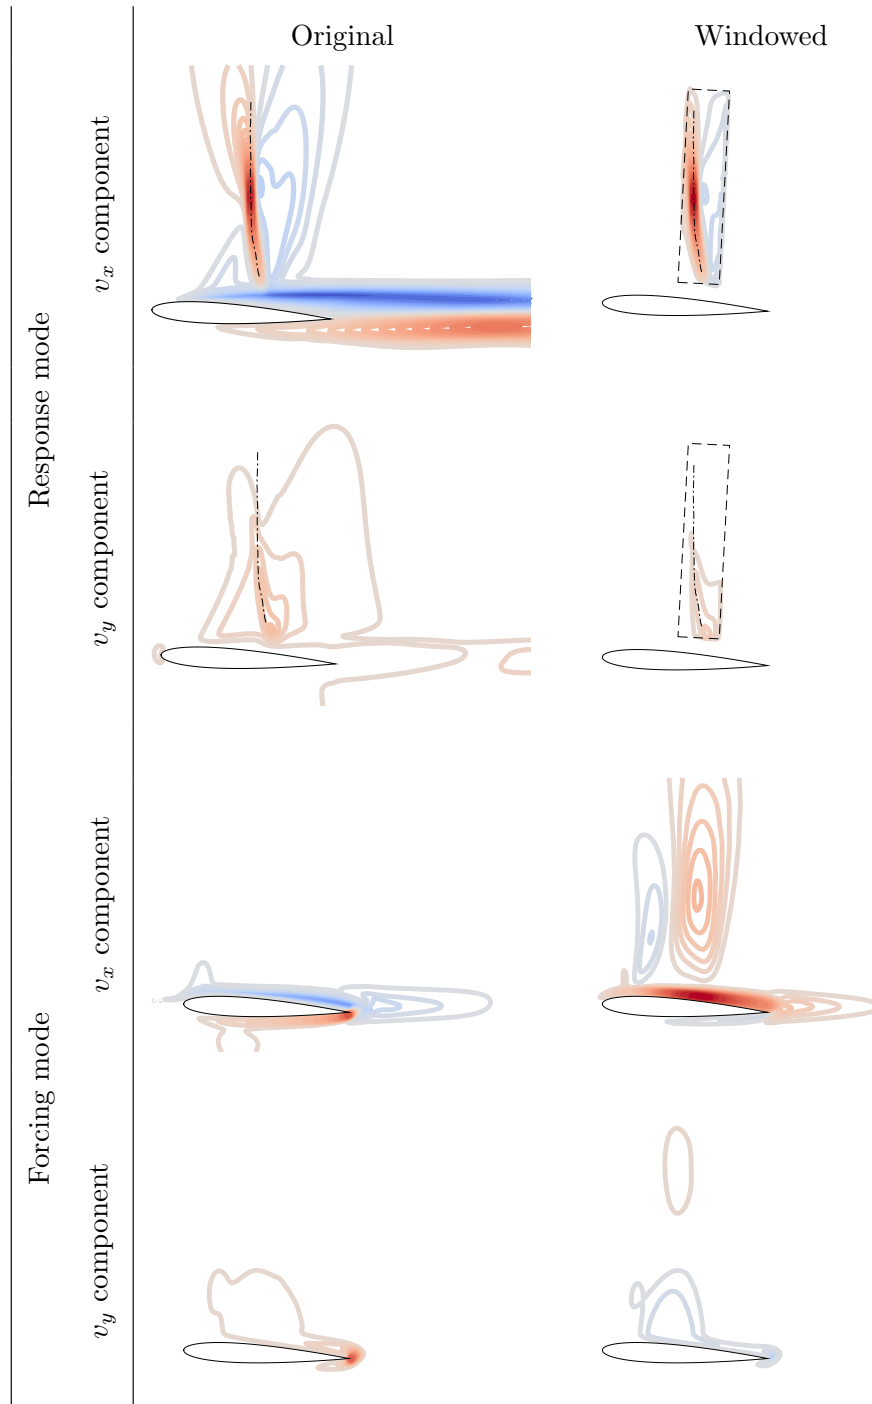 Original
Windowed
Response mode
v_x component
v_y component
Forcing mode
v_x component
v_y component